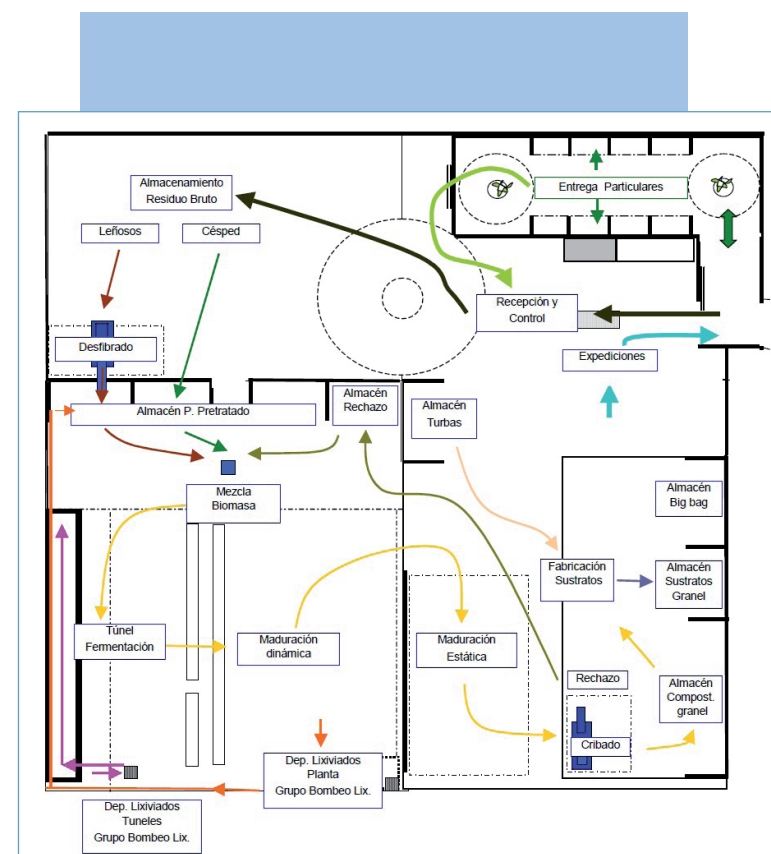 Almacenamiento
Residuo Bruto
Entrega Particulares
Leñosos
Césped
Recepción y
Control
Desfibrado
Expediciones
Almacén P. Pretratado
Almacén
Rechazo
Almacén
Turbas
Mezcla
Biomasa
Almacén
Big bag
Fabricación
Sustratos
Almacén
Sustratos
Granel
Túnel
Fermentación
Maduración
dinámica
Maduración
Estática
Rechazo
Almacén
Compost.
granel
Cribado
Dep. Lixiviados
Planta
Grupo Bombeo Lix.
Dep. Lixiviados
Tuneles
Grupo Bombeo Lix.